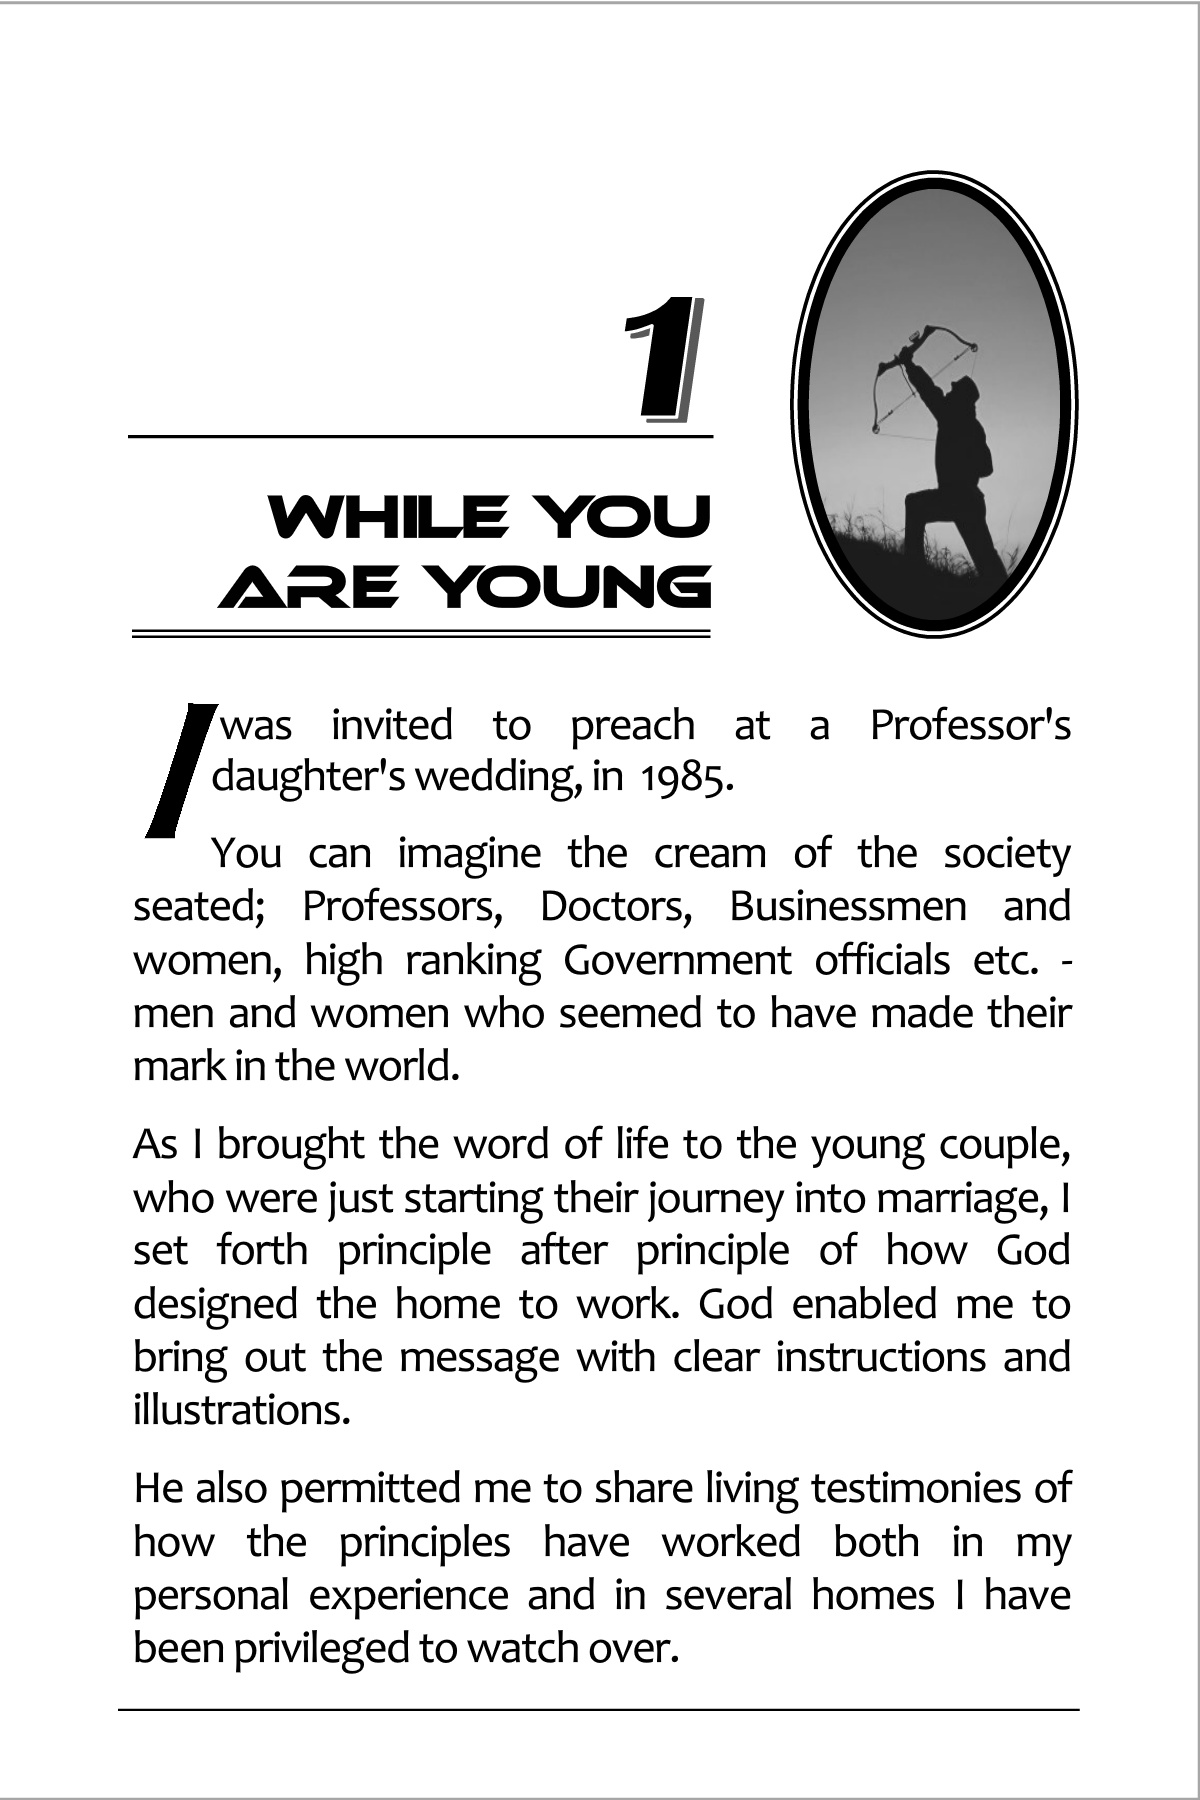 1
WHILE YOU
ARE YOUNG
I was invited to preach at a Professor's
daughter's wedding, in 1985.
You can imagine the cream of the society
seated; Professors, Doctors, Businessmen and
women, high ranking Government officials etc. -
men and women who seemed to have made their
mark in the world.
As I brought the word of life to the young couple,
who were just starting their journey into marriage, I
set forth principle after principle of how God
designed the home to work. God enabled me to
bring out the message with clear instructions and
illustrations.
He also permitted me to share living testimonies of
how the principles have worked both in my
personal experience and in several homes I have
been privileged to watch over.